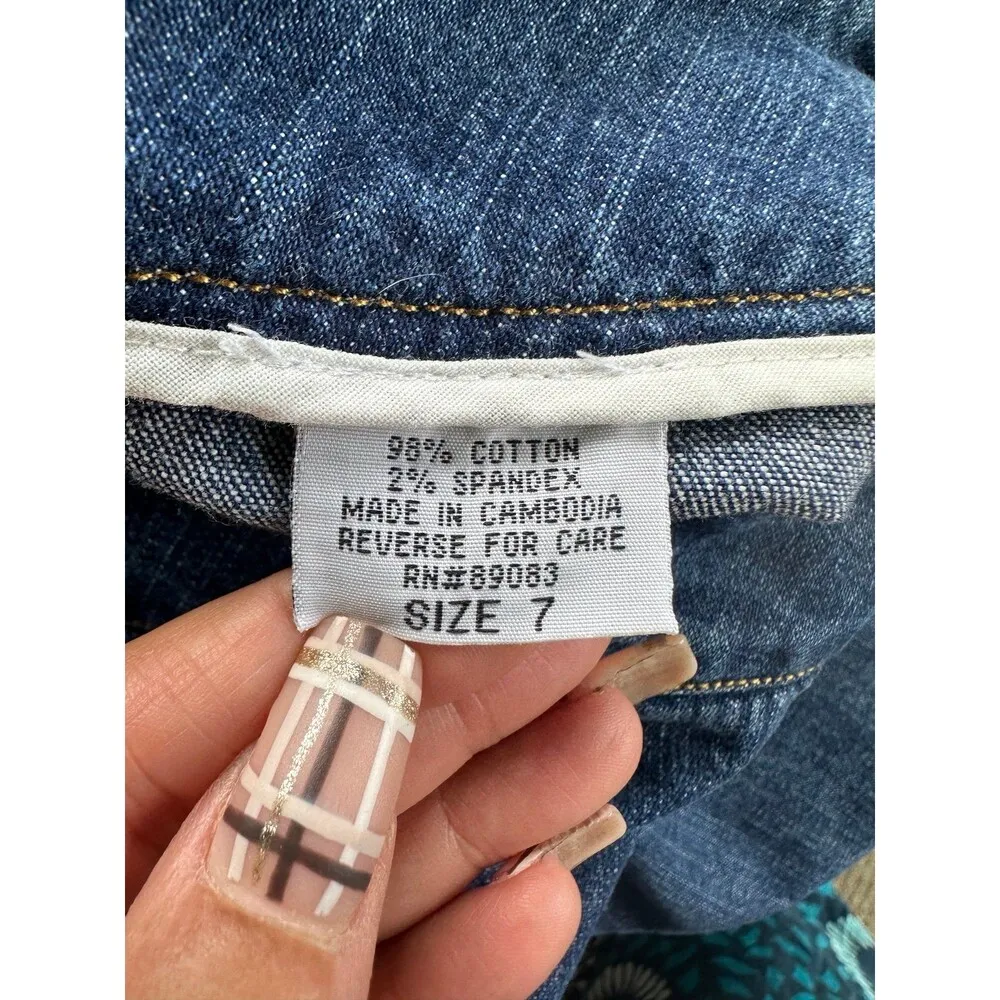 98% COTTON
2% SPANDEX
MADE IN CAMBODIA
REVERSE FOR CARE
RN#89083
SIZE 7